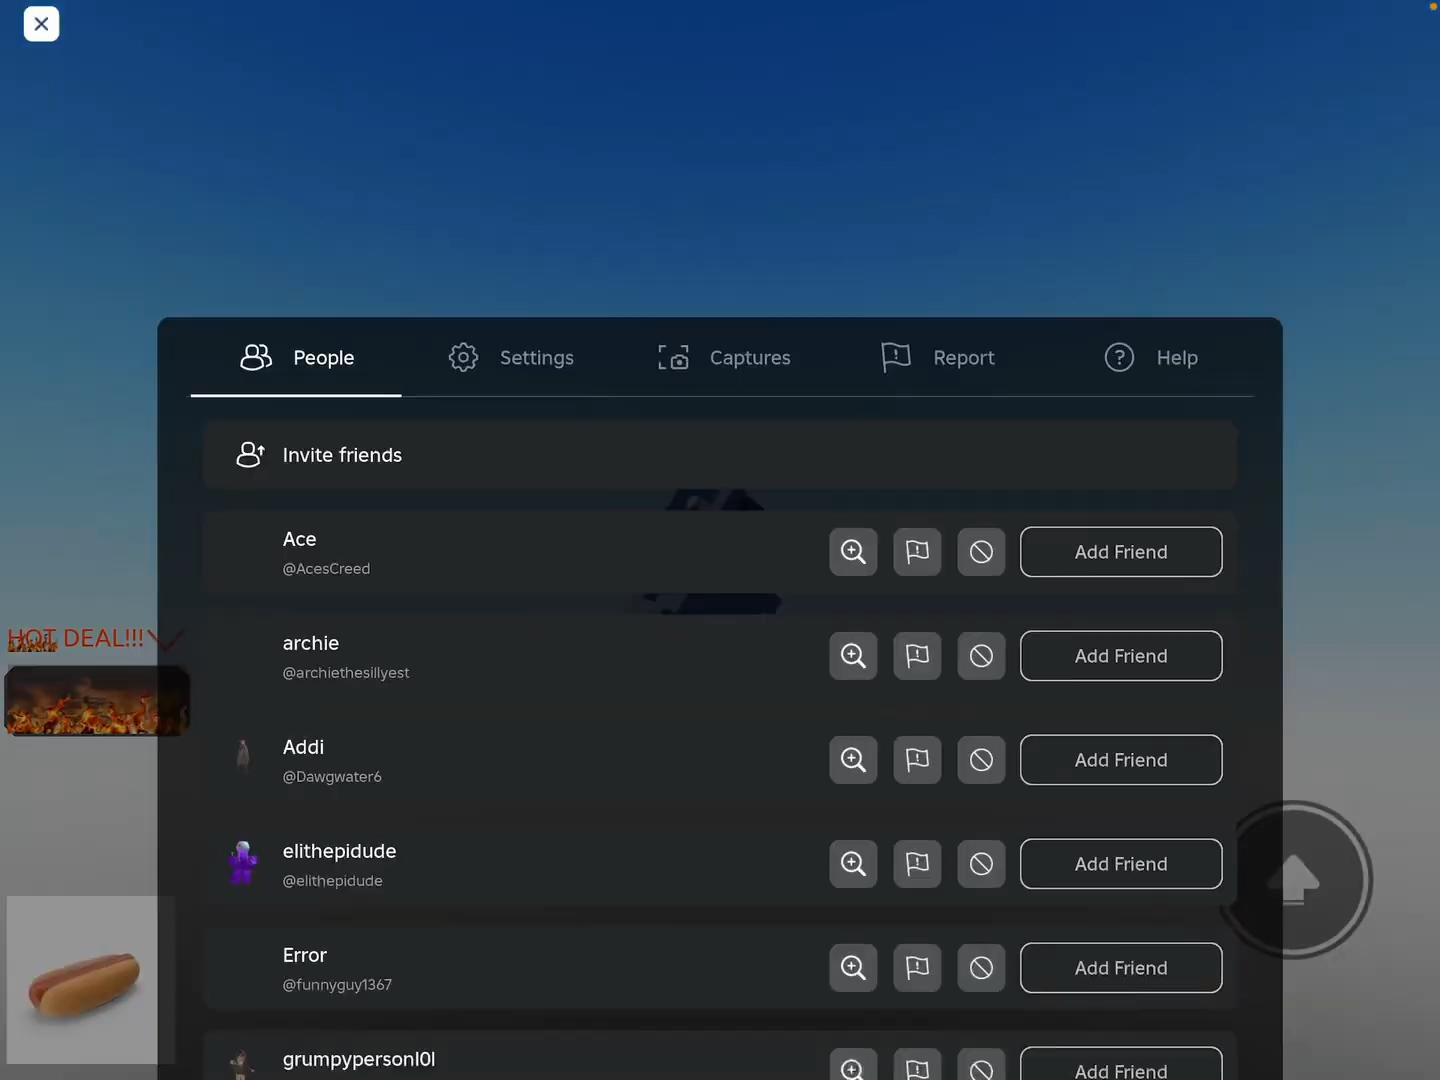 People
Settings
Captures
Report
Help
Invite friends
Ace
@AcesCreed
Add Friend
archie
@archiethesillyest
Add Friend
HOT DEAL!!!
Addi
@Dawgwater6
Add Friend
elithepidude
@elithepidude
Add Friend
Error
@funnyguy1367
Add Friend
grumpyperson101
Add Friend